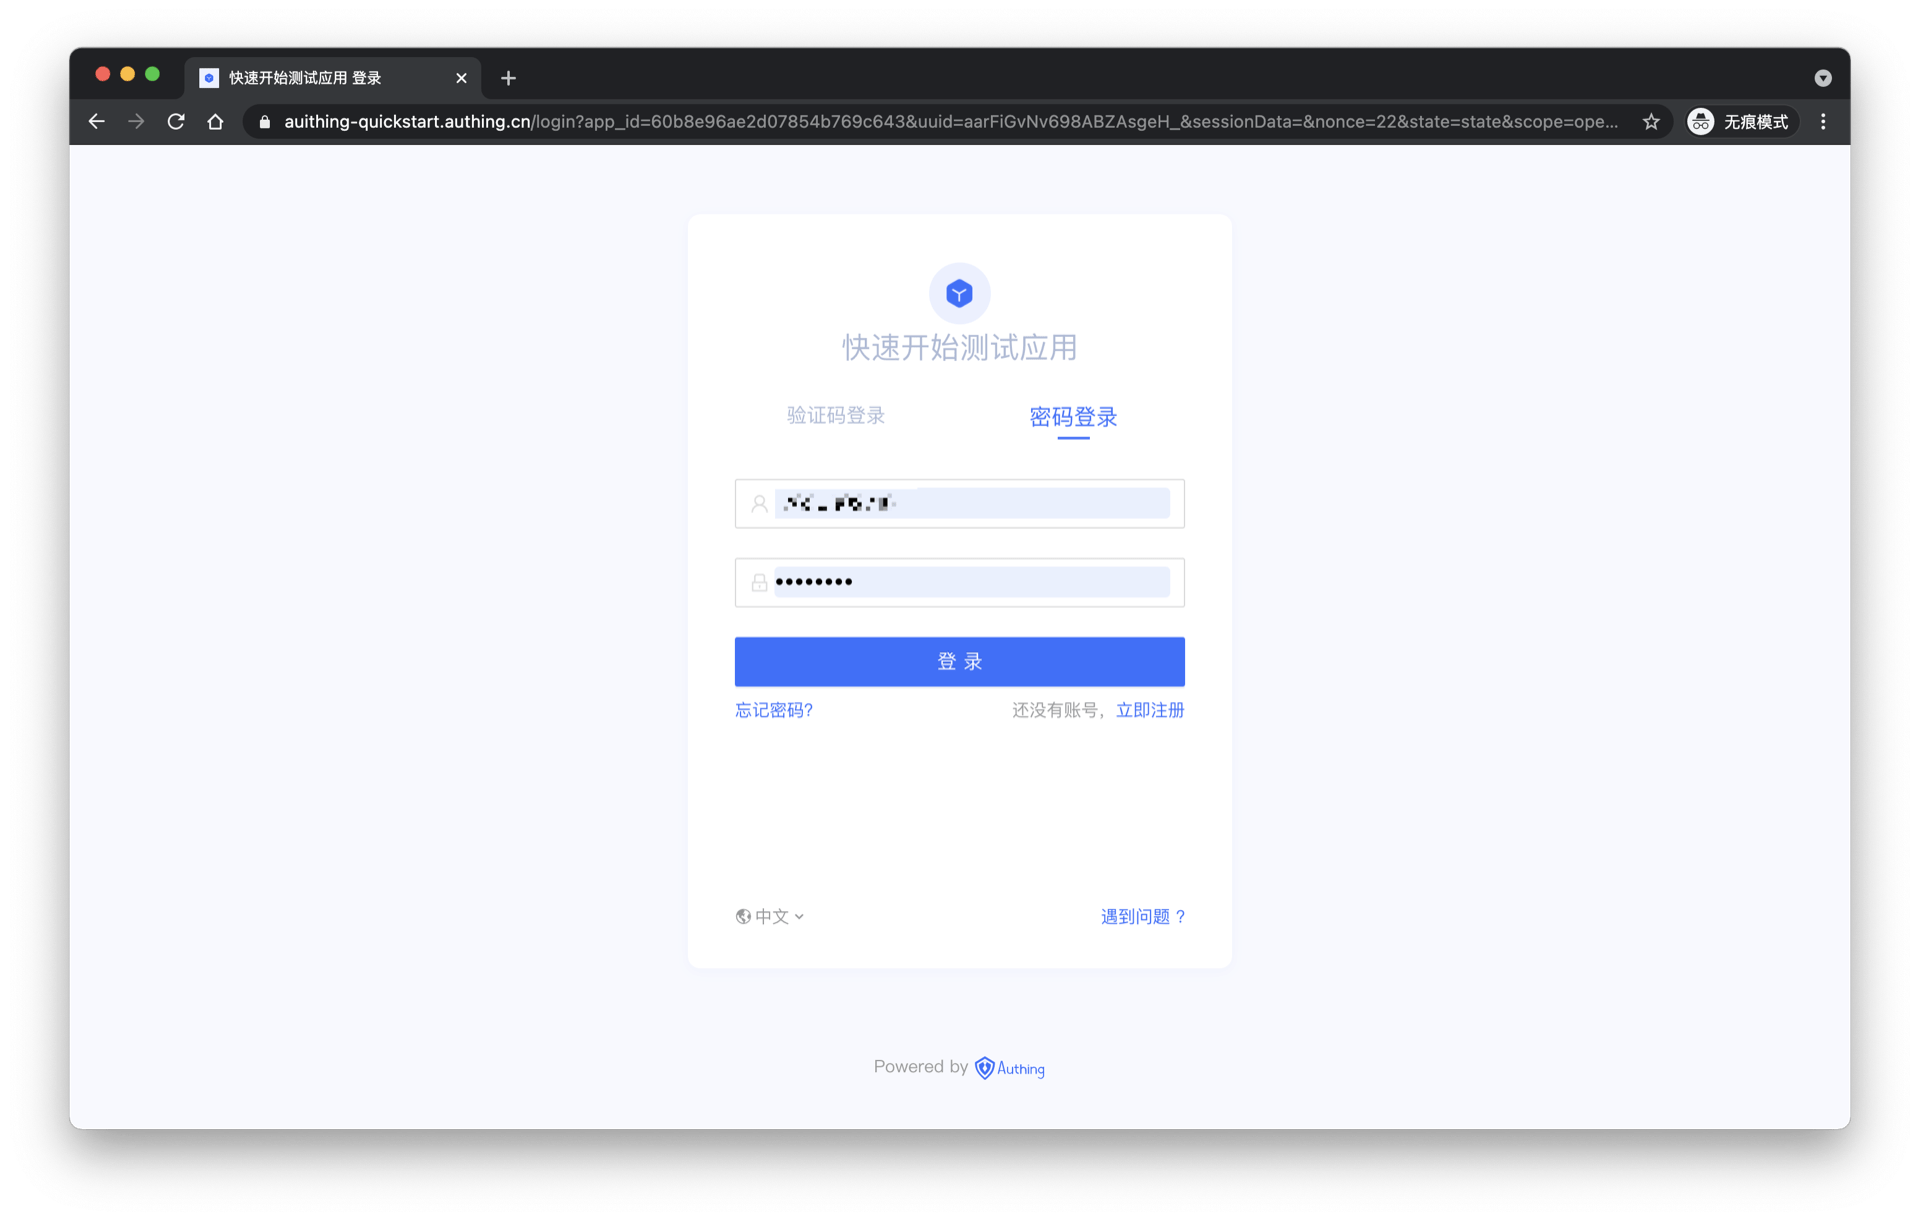 快速开始测试应用 登录
auithing-quickstart.authing.cn/login?app_id=60b8e96ae2d07854b769c643&uuid=aarFiGvNv698ABZAsgeH_&sessionData=&nonce=22&state=state&scope=ope...
无痕模式
快速开始测试应用
验证码登录 密码登录
登 录
忘记密码? 还没有账号，立即注册
中文 遇到问题 ?
Powered by Authing